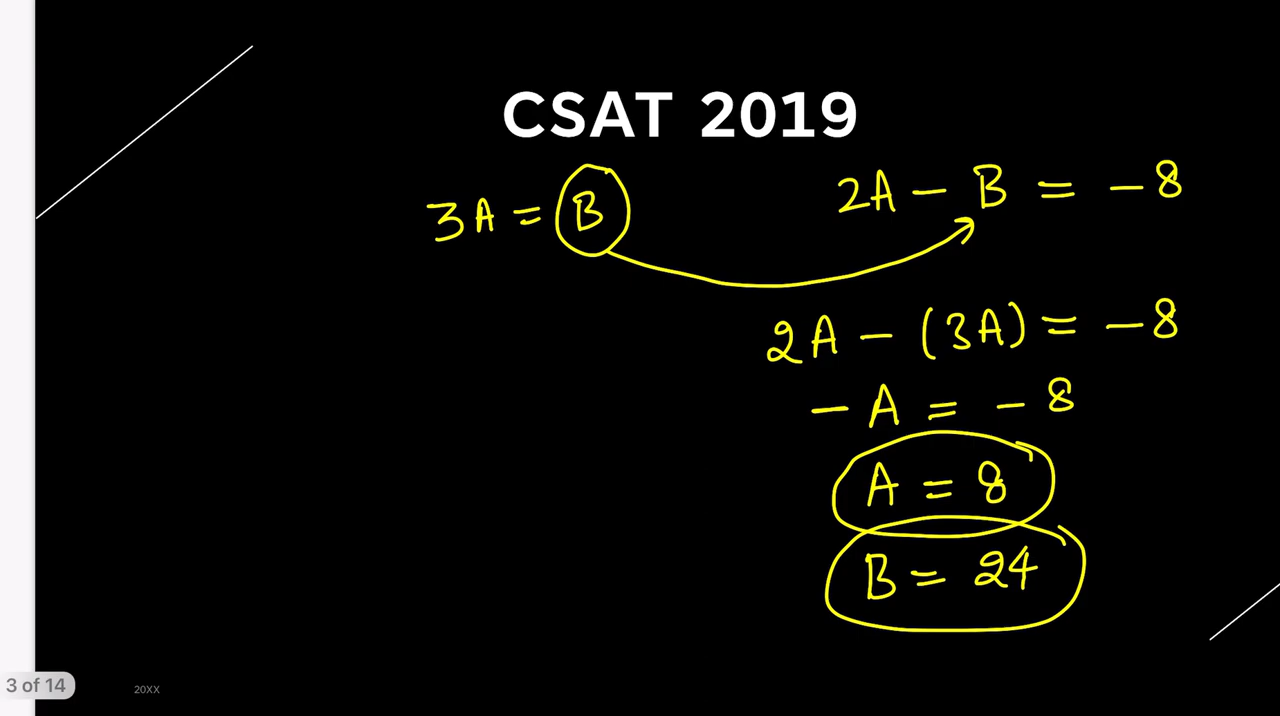 CSAT 2019
3A = B
2A - B = -8
2A - (3A) = -8
-A = -8
A = 8
B = 24
3 of 14
20XX